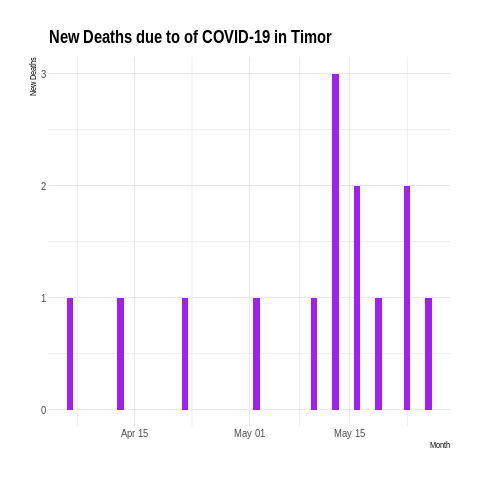 New Deaths due to of COVID-19 in Timor
New Deaths
3
2
1
0
Apr 15 May 01 May 15
Month